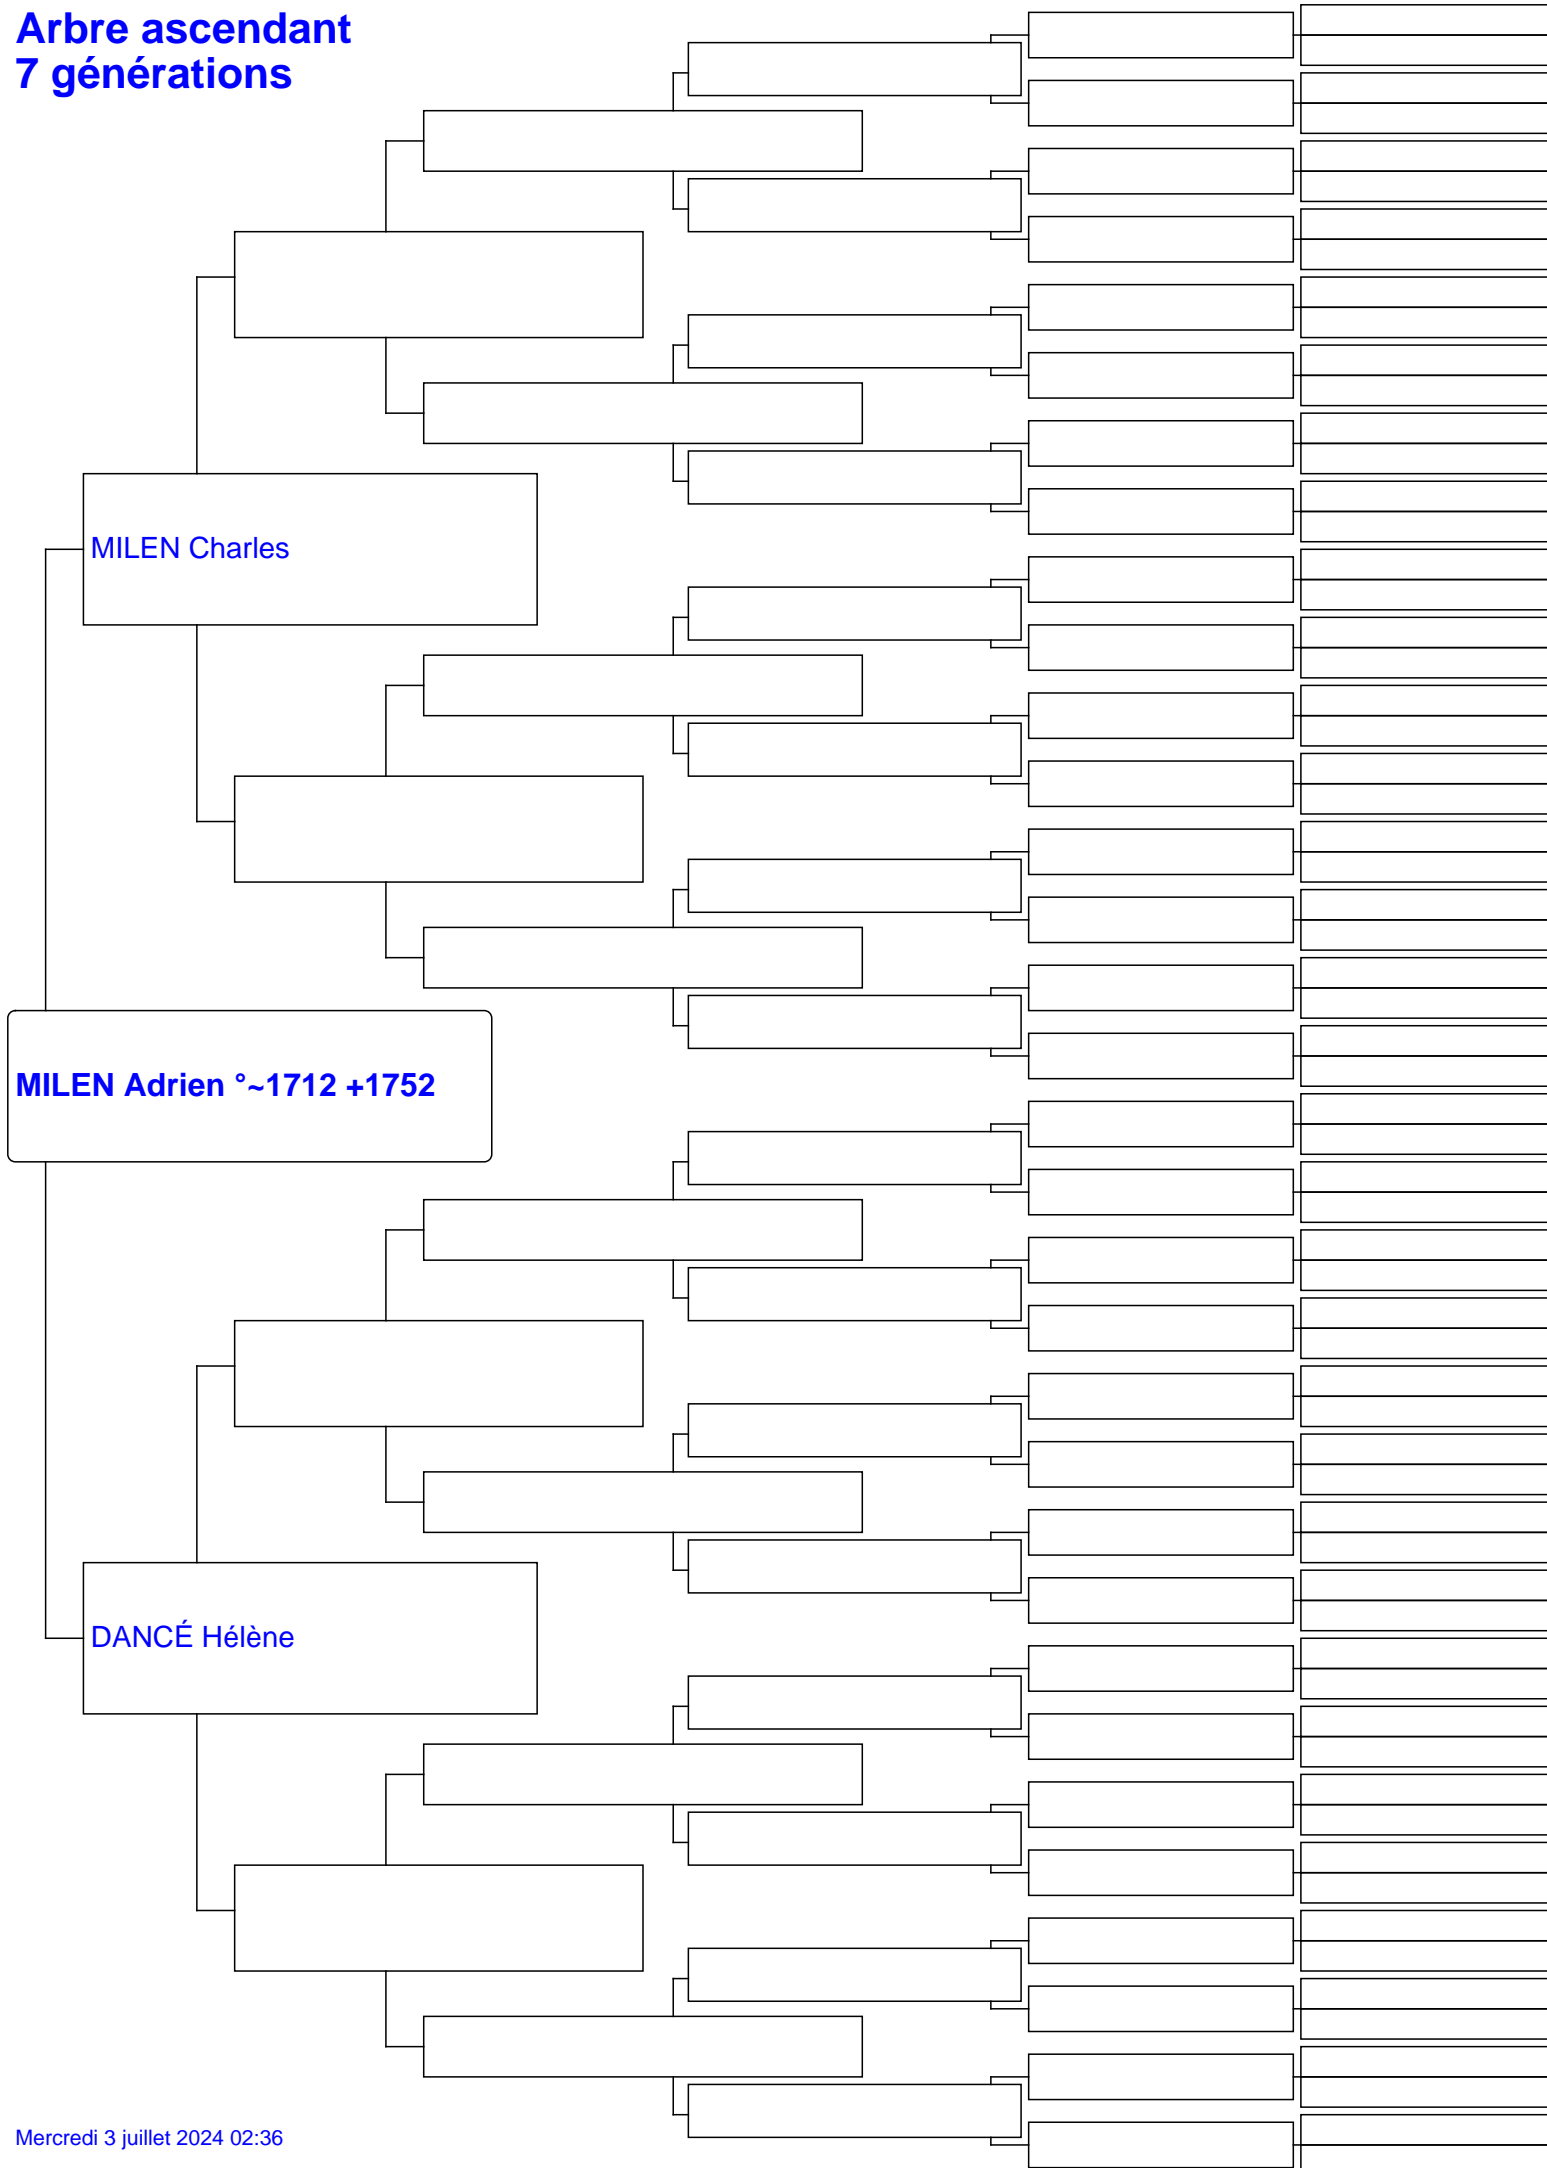 Arbre ascendant
7 générations
MILEN Charles
MILEN Adrien °~1712 +1752
DANCÉ Hélène
Mercredi 3 juillet 2024 02:36